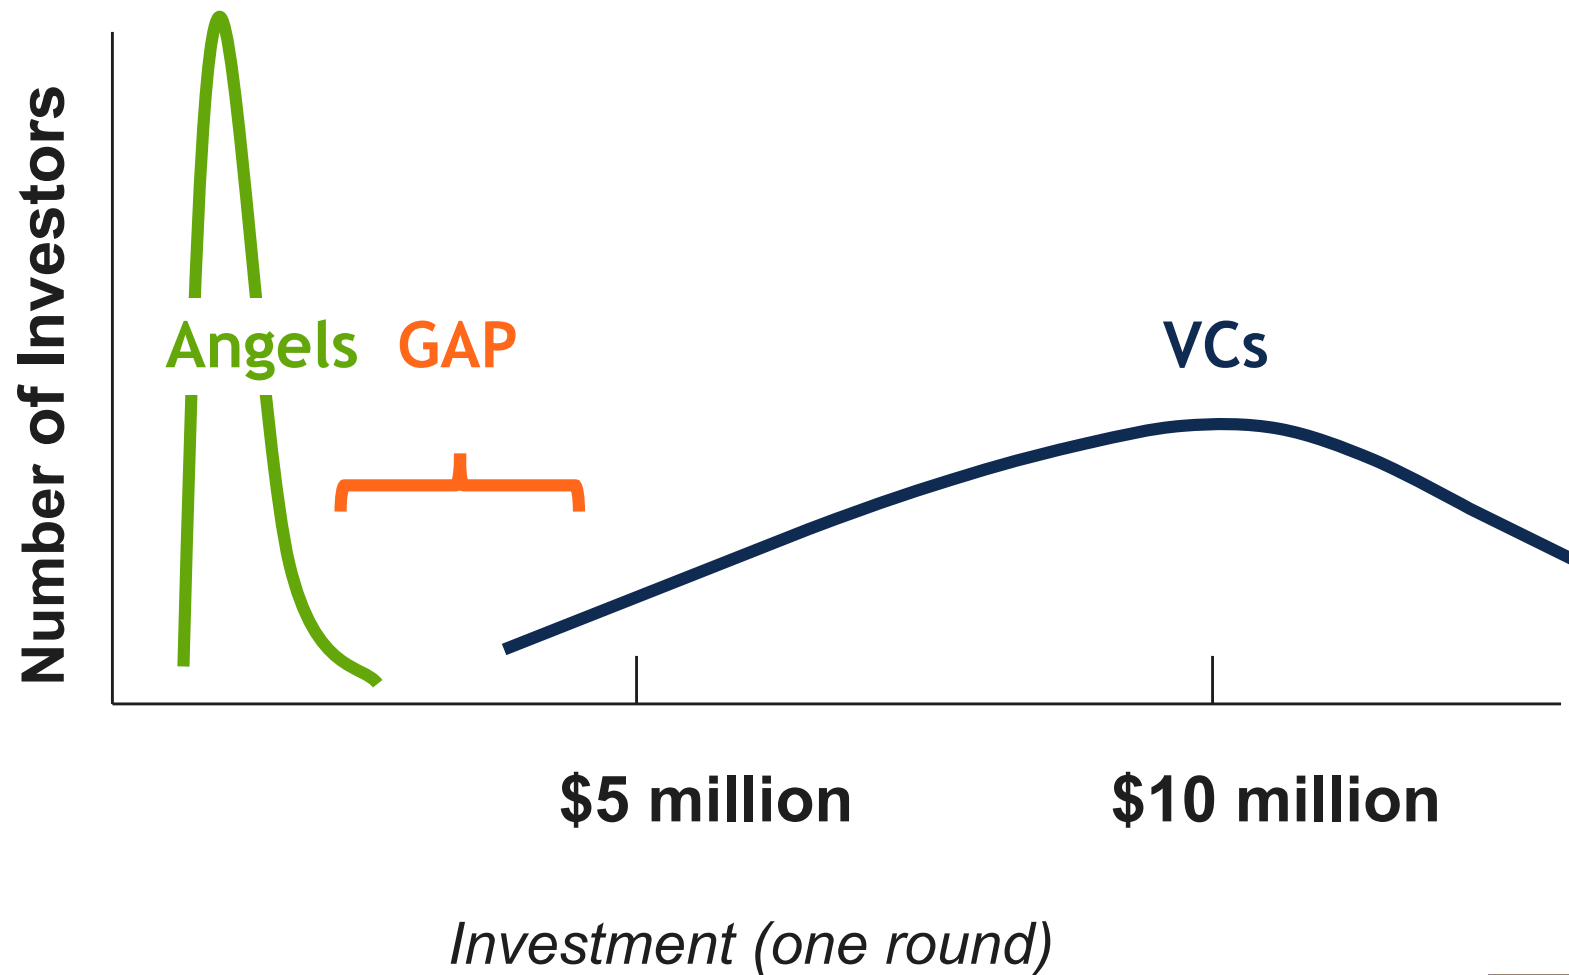 Number of Investors
Angels
GAP
VCs
$5 million
$10 million
Investment (one round)